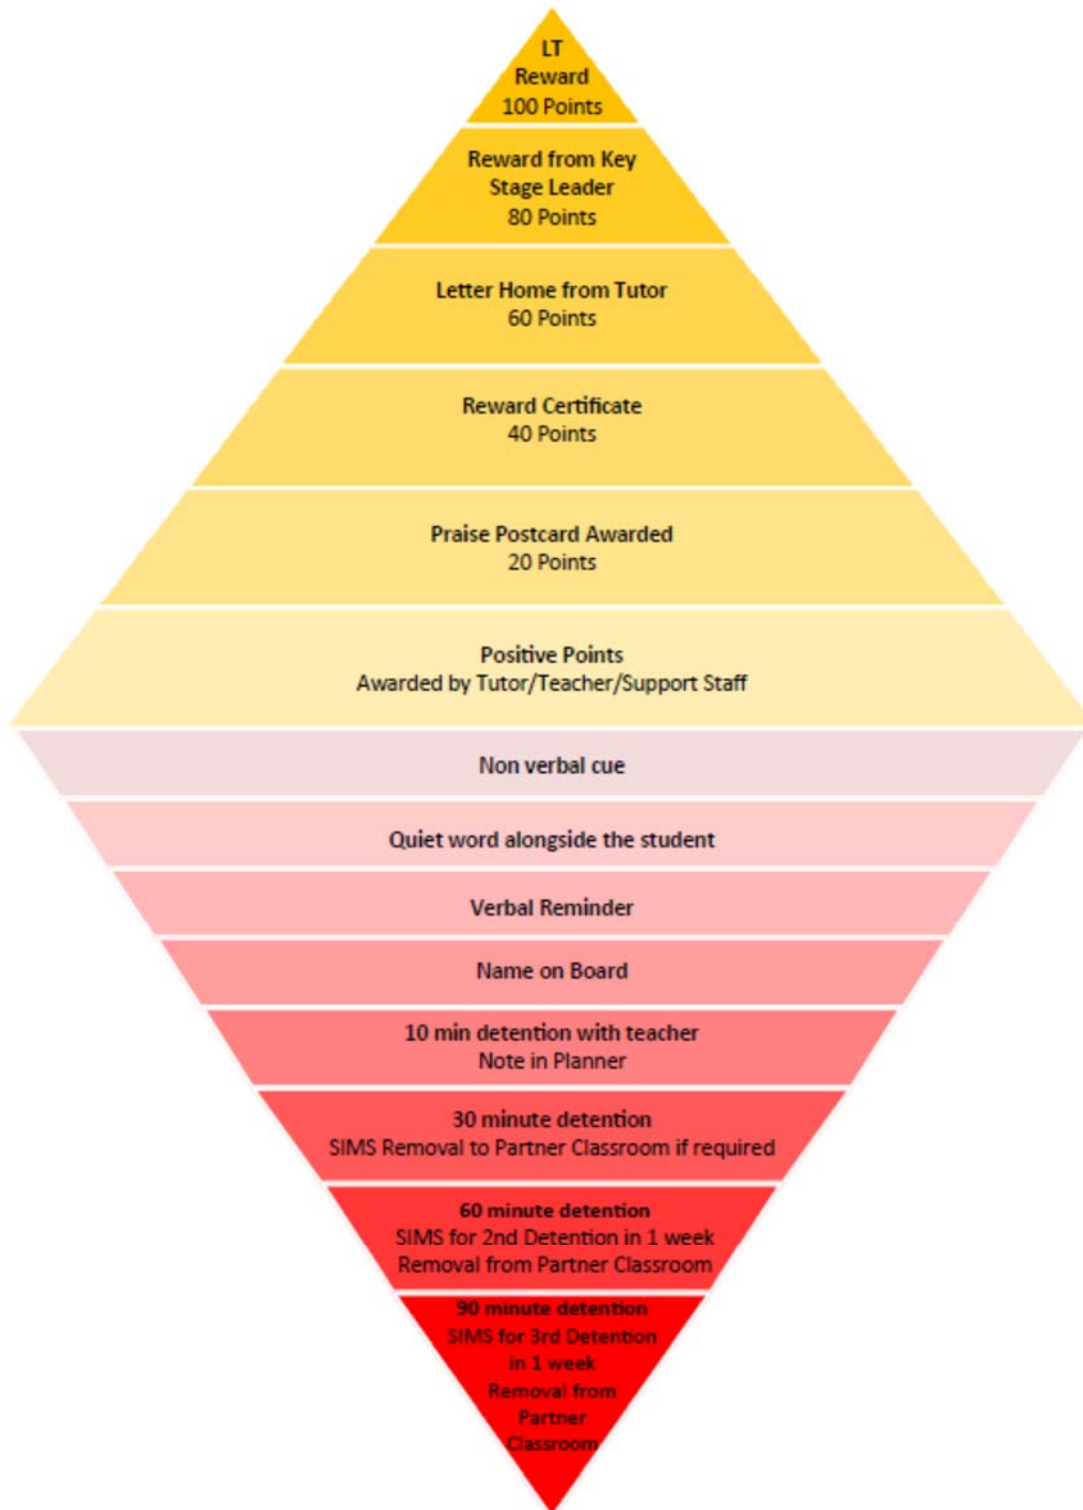 LT
Reward
100 Points
Reward from Key
Stage Leader
80 Points
Letter Home from Tutor
60 Points
Reward Certificate
40 Points
Praise Postcard Awarded
20 Points
Positive Points
Awarded by Tutor/Teacher/Support Staff
Non verbal cue
Quiet word alongside the student
Verbal Reminder
Name on Board
10 min detention with teacher
Note in Planner
30 minute detention
SIMS Removal to Partner Classroom if required
60 minute detention
SIMS for 2nd Detention in 1 week
Removal from Partner Classroom
90 minute detention
SIMS for 3rd Detention
in 1 week
Removal from
Partner
Classroom